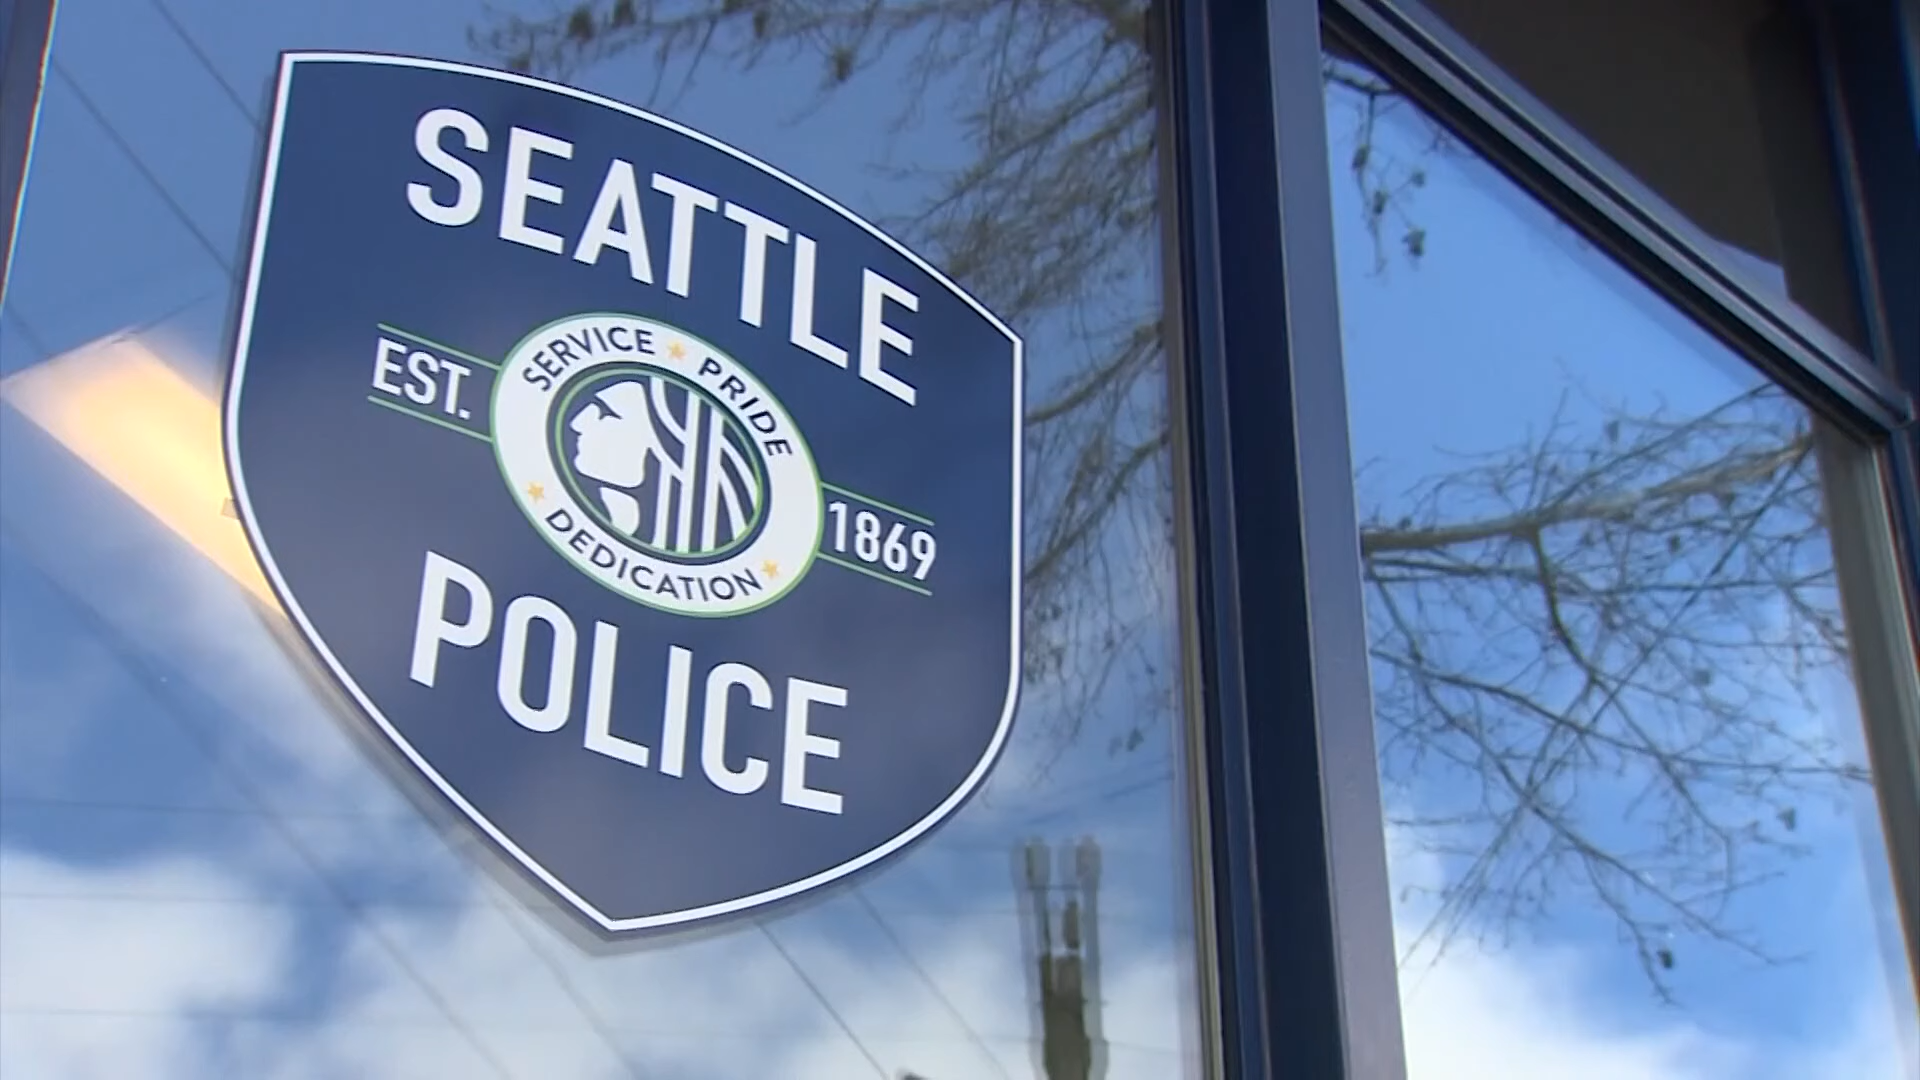 SEATTLE
EST.
SERVICE ★ PRIDE
★ DEDICATION ★
1869
POLICE